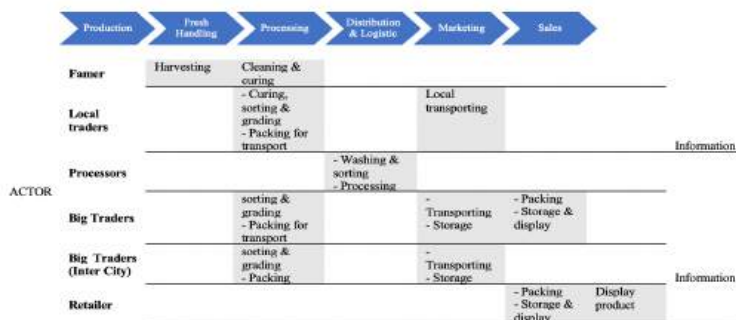 Production
Fresh
Handling
Processing
Distribution
& Logistic
Marketing
Sales
Famer
Harvesting
Cleaning &
curing
Local
traders
- Curing,
sorting &
grading
- Packing for
transport
Local
transporting
Information
Processors
- Washing &
sorting
- Processing
ACTOR
Big Traders
sorting &
grading
- Packing for
transport
-
Transporting
- Storage
- Packing
- Storage &
display
Big Traders
(Inter City)
sorting &
grading
- Packing
-
Transporting
- Storage
Information
Retailer
- Packing
- Storage &
display
Display
product